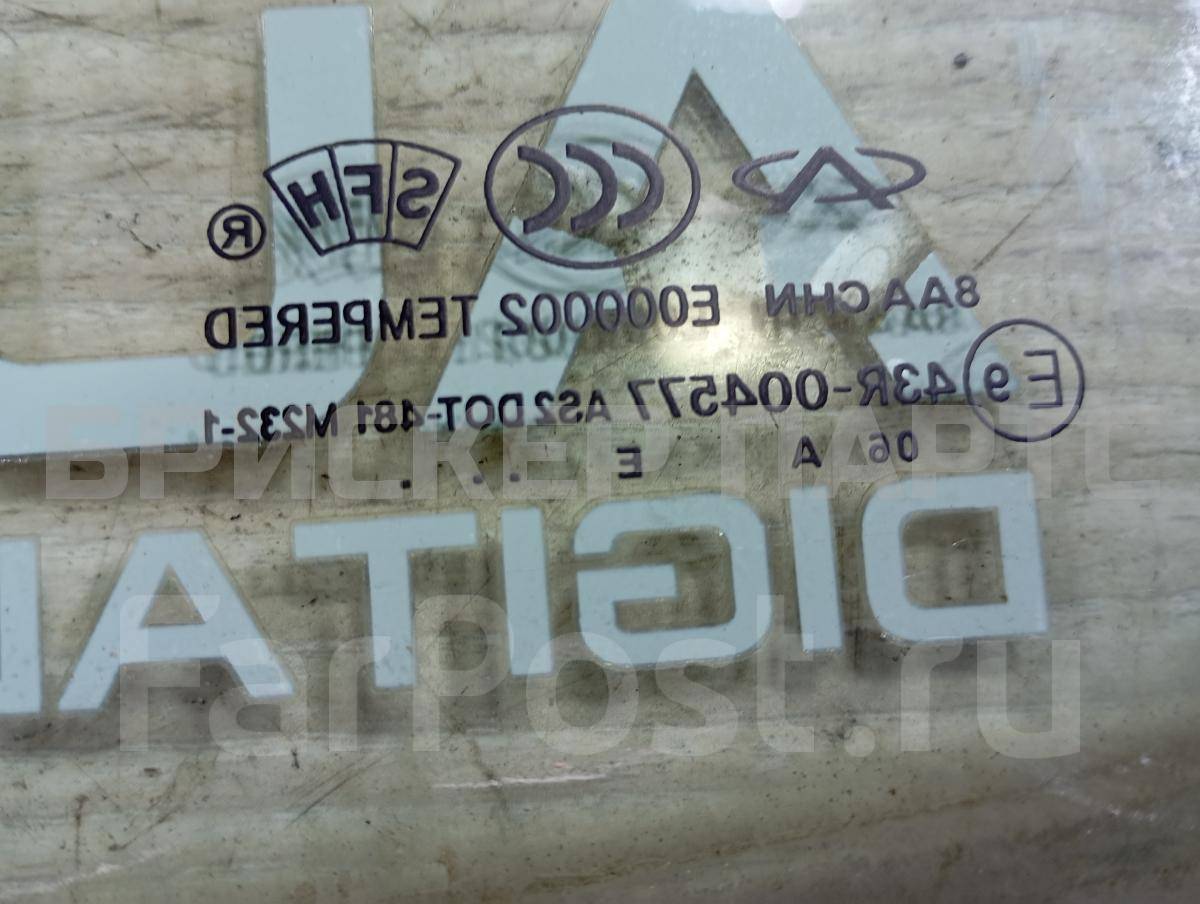 SFH ® CCC
8AA CHN E000002 TEMPERED
E9 43R-004577 AS2 DOT-481 M232-1
06 A E . . . .
БРИСКЕР ПАРТС
DIGITA
FarPost.ru